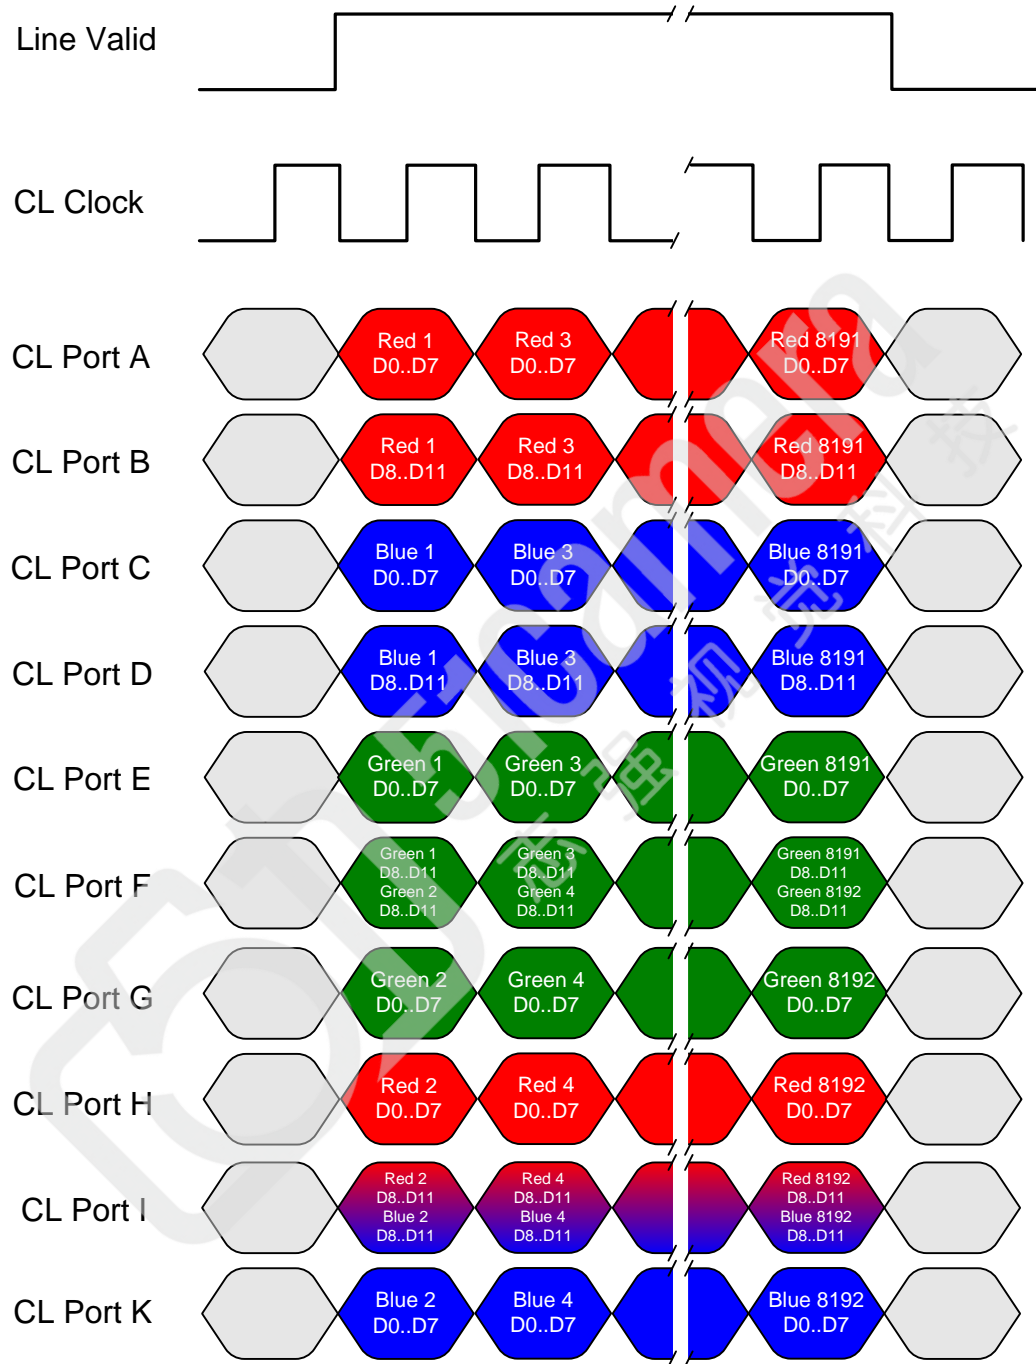 Line Valid
CL Clock
CL Port A
Red 1
D0..D7
Red 3
D0..D7
Red 8191
D0..D7
CL Port B
Red 1
D8..D11
Red 3
D8..D11
Red 8191
D8..D11
CL Port C
Blue 1
D0..D7
Blue 3
D0..D7
Blue 8191
D0..D7
CL Port D
Blue 1
D8..D11
Blue 3
D8..D11
Blue 8191
D8..D11
CL Port E
Green 1
D0..D7
Green 3
D0..D7
Green 8191
D0..D7
CL Port F
Green 1
D8..D11
Green 2
D8..D11
Green 3
D8..D11
Green 4
D8..D11
Green 8191
D8..D11
Green 8192
D8..D11
CL Port G
Green 2
D0..D7
Green 4
D0..D7
Green 8192
D0..D7
CL Port H
Red 2
D0..D7
Red 4
D0..D7
Red 8192
D0..D7
CL Port I
Red 2
D8..D11
Blue 2
D8..D11
Red 4
D8..D11
Blue 4
D8..D11
Red 8192
D8..D11
Blue 8192
D8..D11
CL Port K
Blue 2
D0..D7
Blue 4
D0..D7
Blue 8192
D0..D7
51camera
志强视觉科技